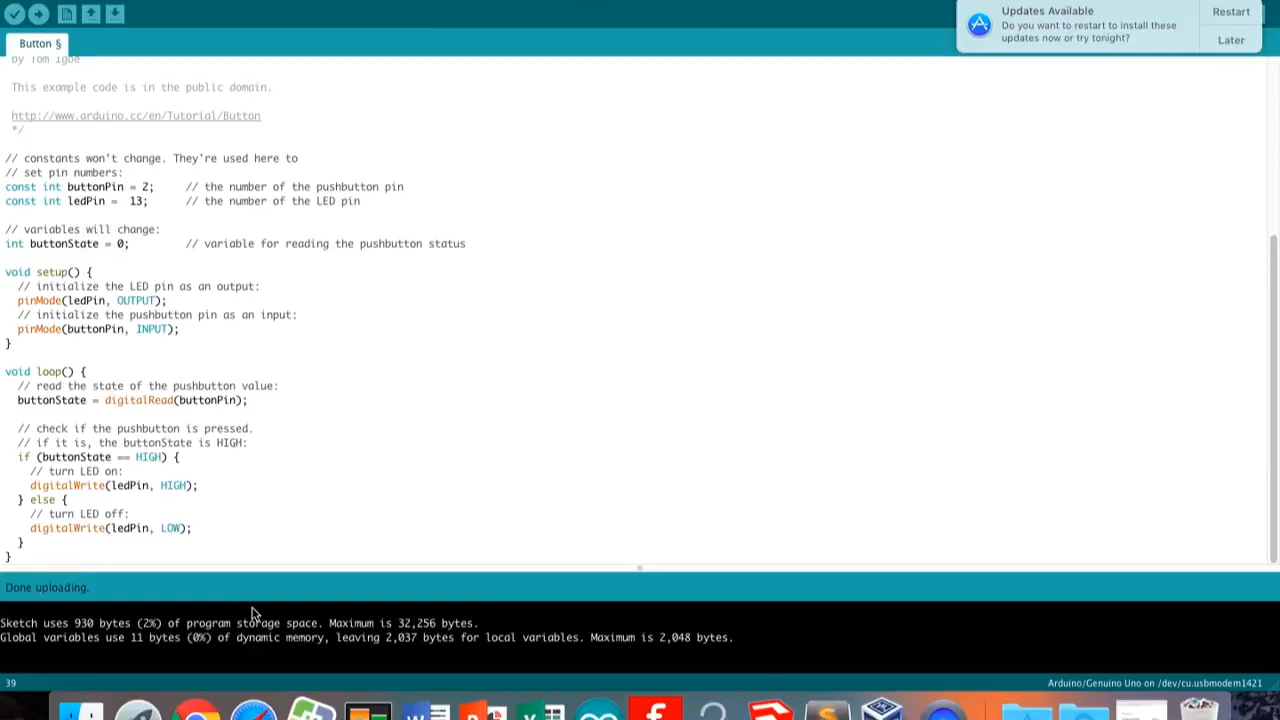 Updates Available
Restart
Do you want to restart to install these
updates now or try tonight?
Later
Button §
by Tom Igoe
This example code is in the public domain.
http://www.arduino.cc/en/Tutorial/Button
*/
// constants won't change. They're used here to
// set pin numbers:
const int buttonPin = 2;     // the number of the pushbutton pin
const int ledPin =  13;      // the number of the LED pin
// variables will change:
int buttonState = 0;         // variable for reading the pushbutton status
void setup() {
  // initialize the LED pin as an output:
  pinMode(ledPin, OUTPUT);
  // initialize the pushbutton pin as an input:
  pinMode(buttonPin, INPUT);
}
void loop() {
  // read the state of the pushbutton value:
  buttonState = digitalRead(buttonPin);
  // check if the pushbutton is pressed.
  // if it is, the buttonState is HIGH:
  if (buttonState == HIGH) {
    // turn LED on:
    digitalWrite(ledPin, HIGH);
  } else {
    // turn LED off:
    digitalWrite(ledPin, LOW);
  }
}
Done uploading.
Sketch uses 930 bytes (2%) of program storage space. Maximum is 32,256 bytes.
Global variables use 11 bytes (0%) of dynamic memory, leaving 2,037 bytes for local variables. Maximum is 2,048 bytes.
39
Arduino/Genuino Uno on /dev/cu.usbmodem1421